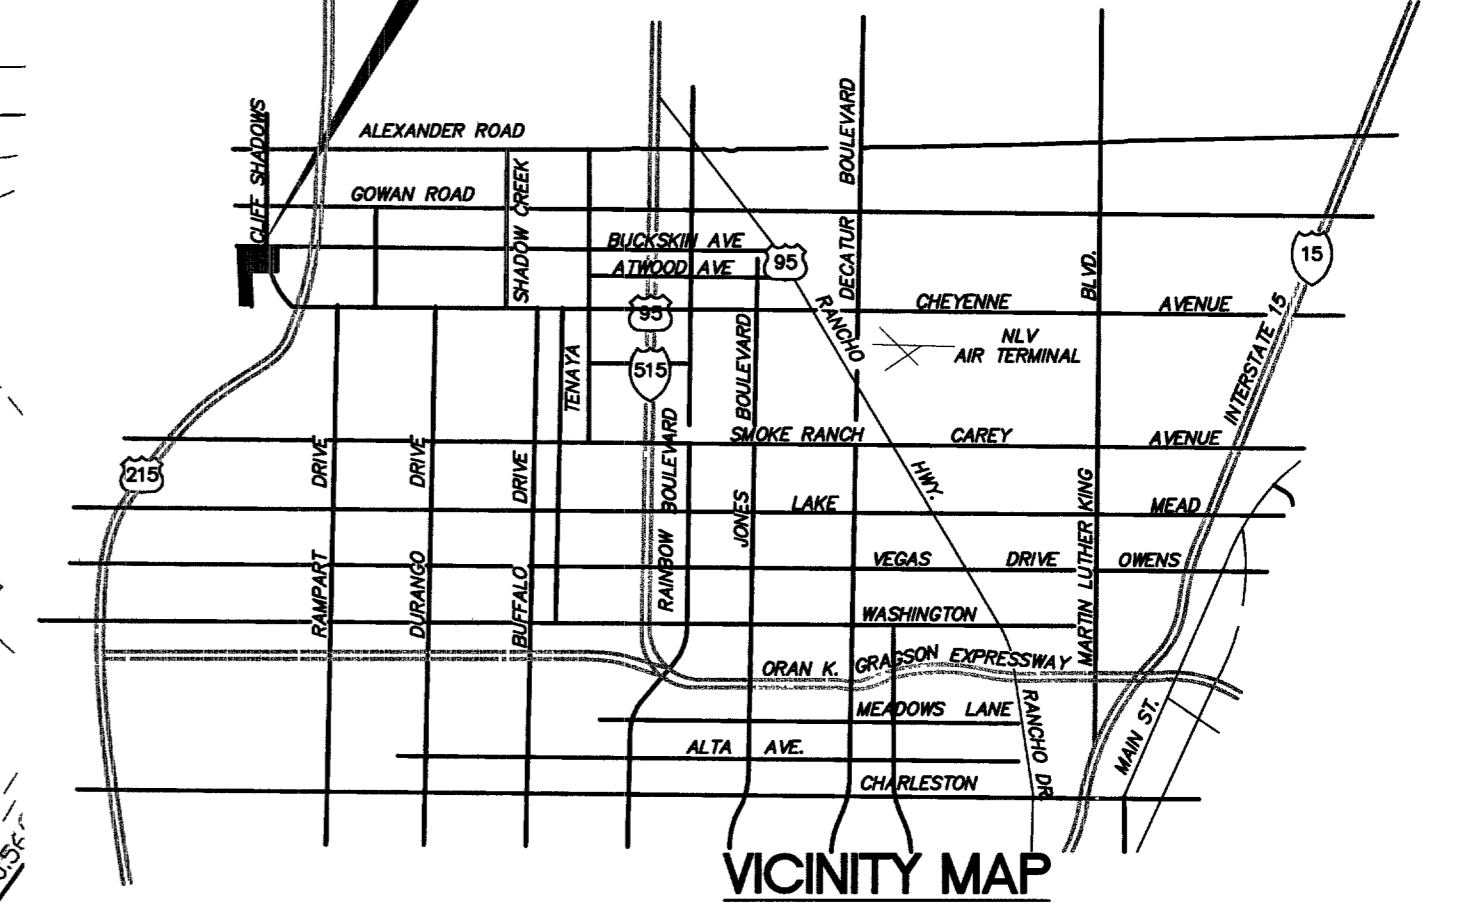 ALEXANDER ROAD
CLIFF SHADOWS
GOWAN ROAD
SHADOW CREEK
BUCKSKIN AVE
ATWOOD AVE
95
DECATUR BOULEVARD
BLVD.
15
CHEYENNE AVENUE
95
RANCHO
NLV
AIR TERMINAL
INTERSTATE 15
515
TENAYA
BOULEVARD
SMOKE RANCH CAREY AVENUE
215
DRIVE
DRIVE
DRIVE
RAINBOW BOULEVARD
HWY.
JONES
LAKE MEAD
MARTIN LUTHER KING
VEGAS DRIVE OWENS
RAMPART
DURANGO
BUFFALO
WASHINGTON
ORAN K. GRAGSON EXPRESSWAY
MEADOWS LANE
RANCHO DR
MAIN ST.
ALTA AVE.
CHARLESTON
VICINITY MAP